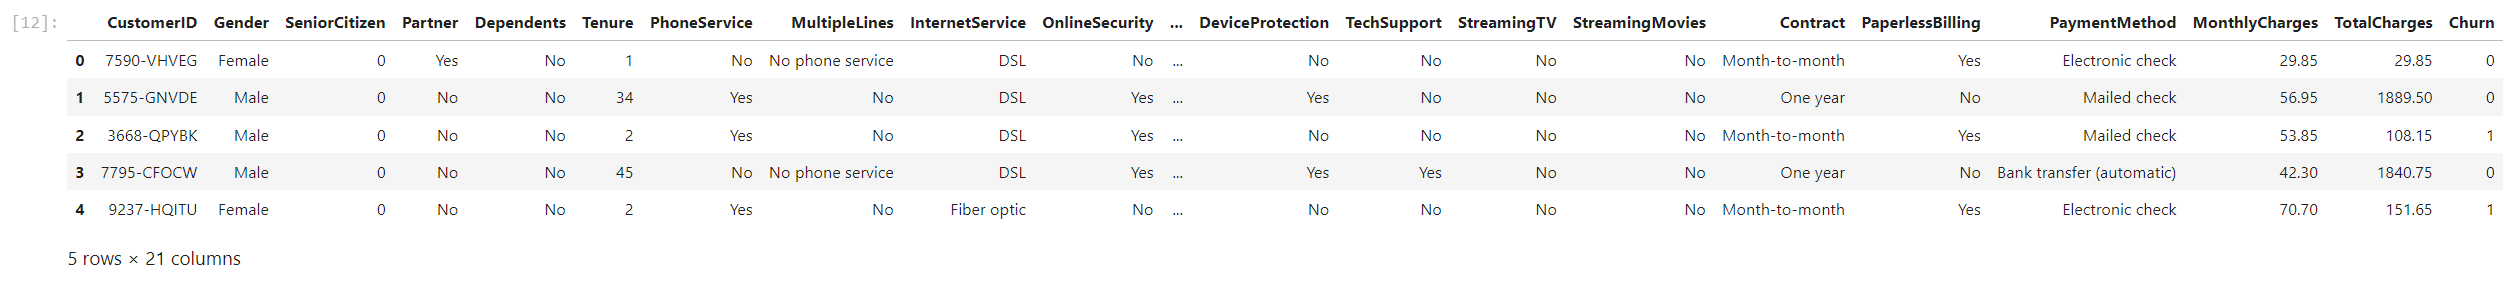 [12]:
CustomerID Gender SeniorCitizen Partner Dependents Tenure PhoneService MultipleLines InternetService OnlineSecurity ... DeviceProtection TechSupport StreamingTV StreamingMovies Contract PaperlessBilling PaymentMethod MonthlyCharges TotalCharges Churn
0 7590-VHVEG Female 0 Yes No 1 No No phone service DSL No ... No No No No Month-to-month Yes Electronic check 29.85 29.85 0
1 5575-GNVDE Male 0 No No 34 Yes No DSL Yes ... Yes No No No One year No Mailed check 56.95 1889.50 0
2 3668-QPYBK Male 0 No No 2 Yes No DSL Yes ... No No No No Month-to-month Yes Mailed check 53.85 108.15 1
3 7795-CFOCW Male 0 No No 45 No No phone service DSL Yes ... Yes Yes No No One year No Bank transfer (automatic) 42.30 1840.75 0
4 9237-HQITU Female 0 No No 2 Yes No Fiber optic No ... No No No No Month-to-month Yes Electronic check 70.70 151.65 1
5 rows × 21 columns